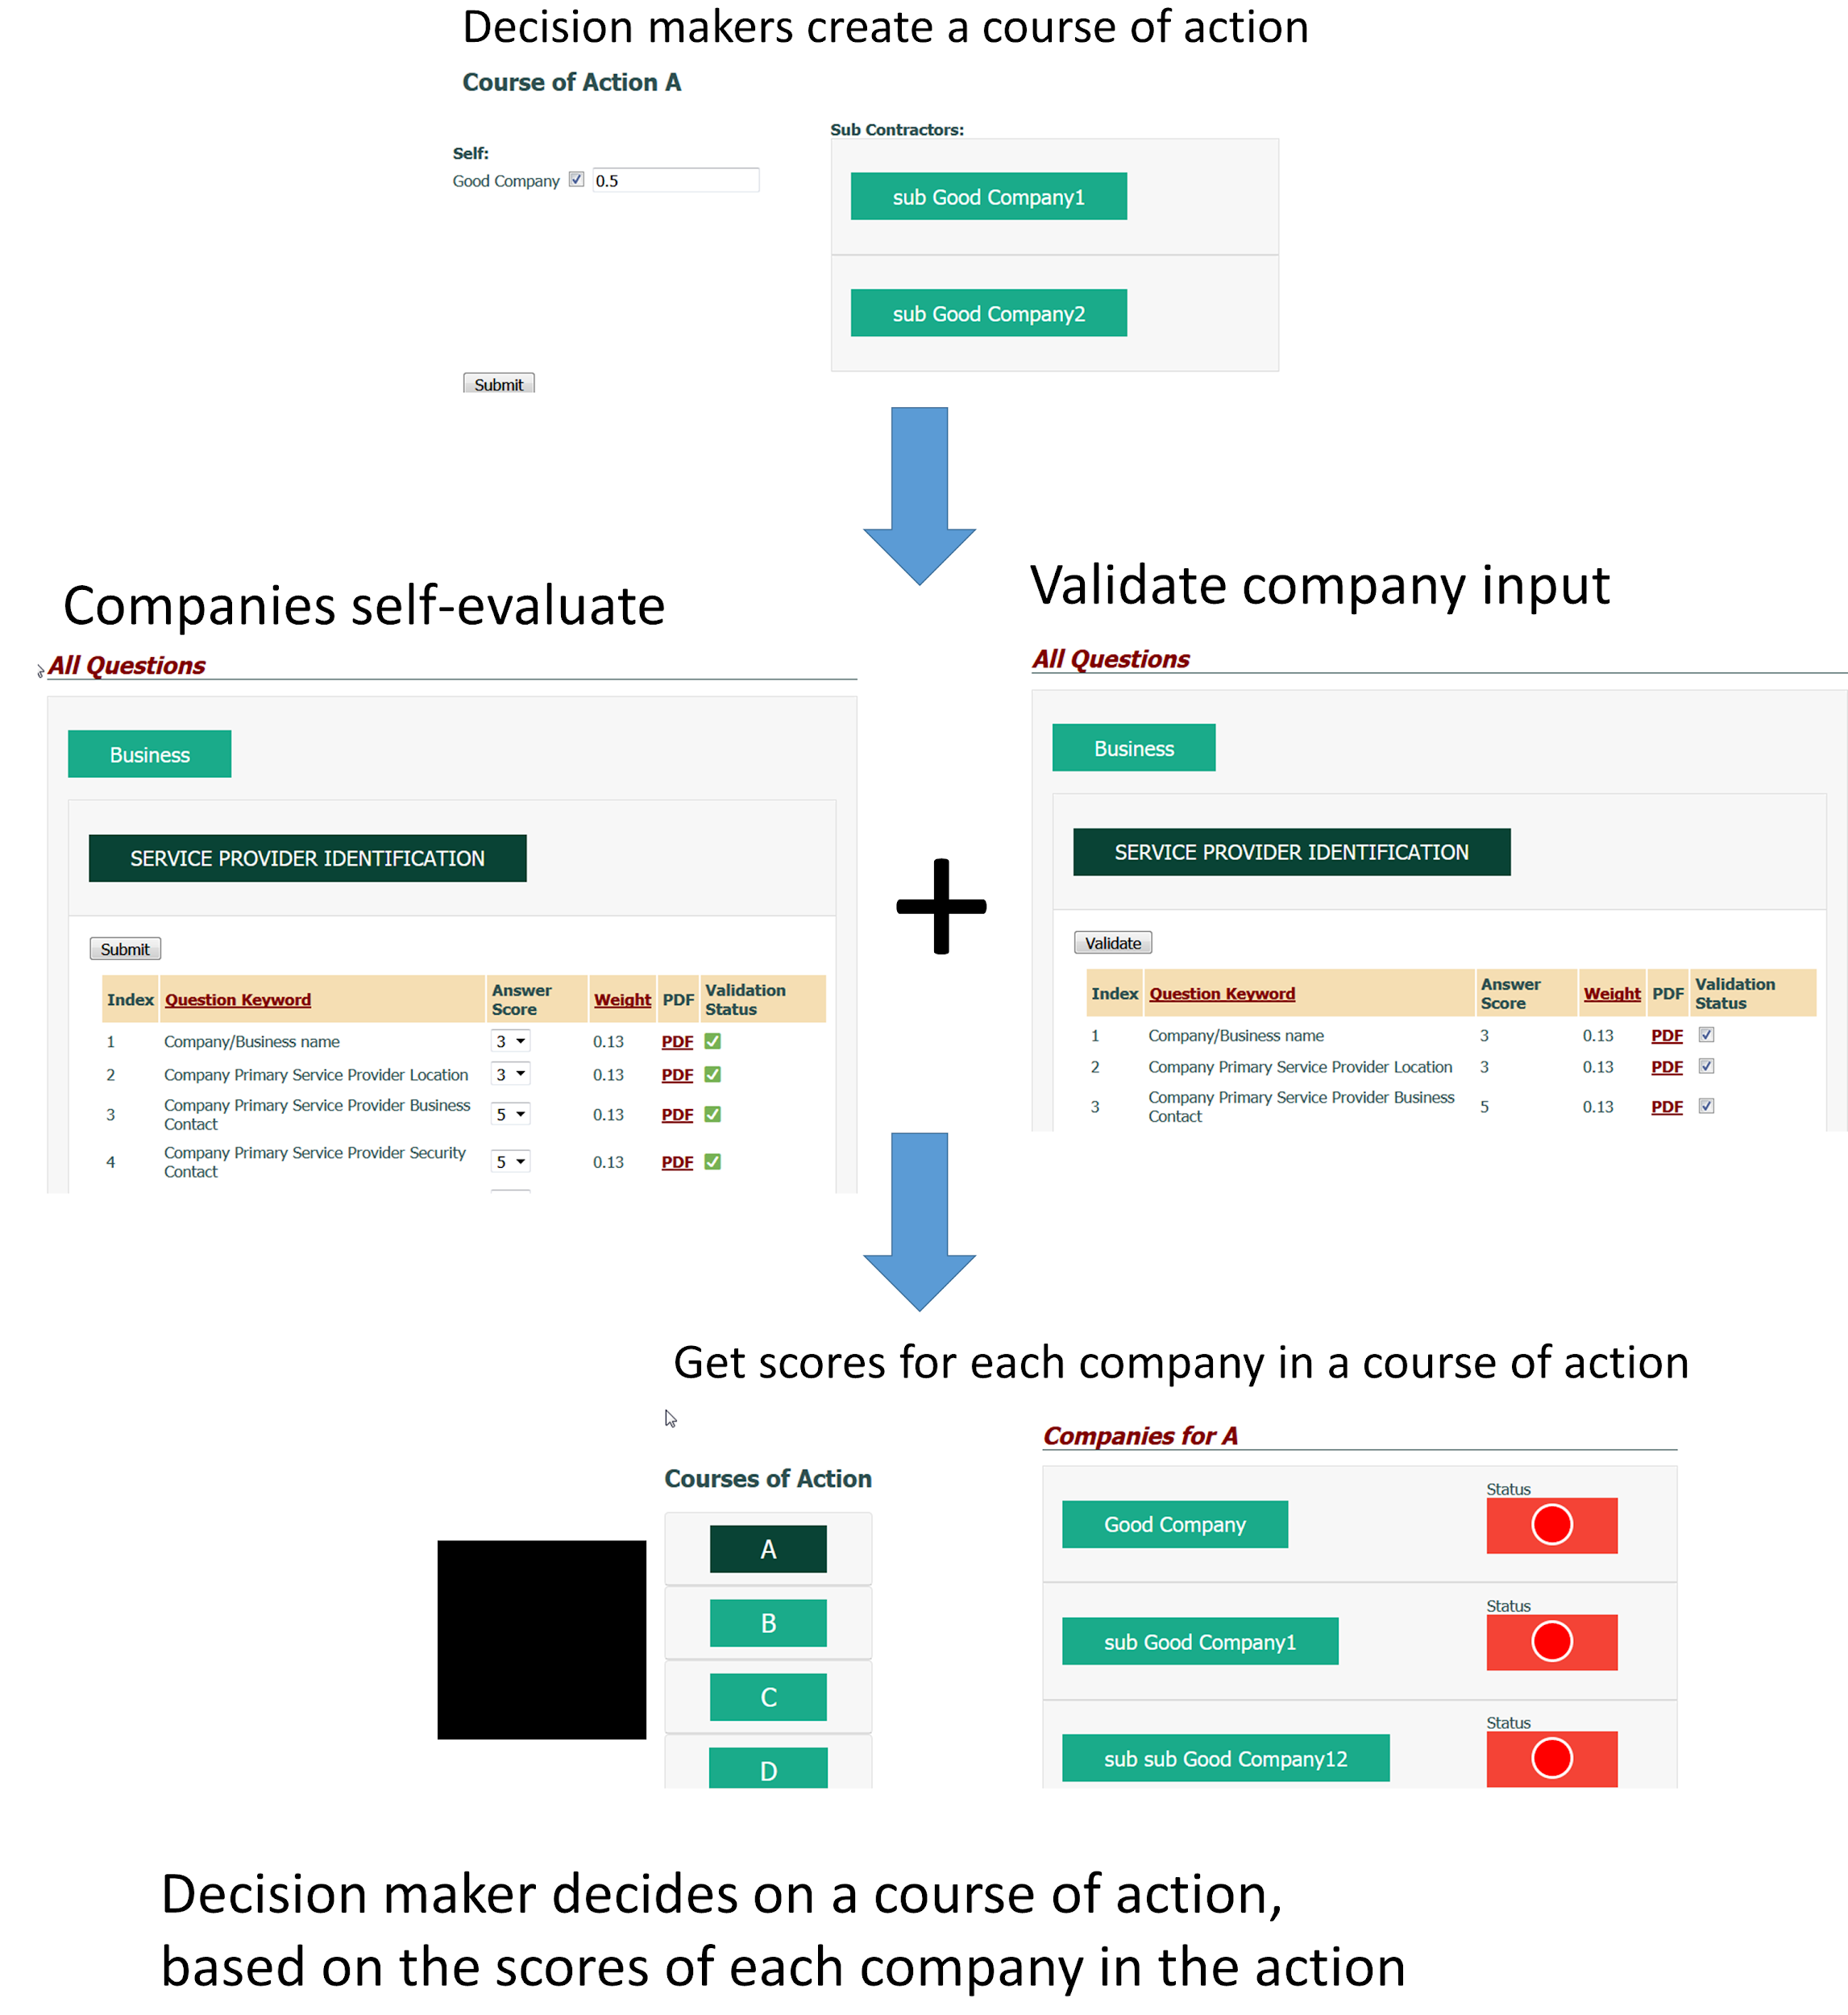 Decision makers create a course of action
Course of Action A
Sub Contractors:
Self:
Good Company 0.5
sub Good Company1
sub Good Company2
Submit
Companies self-evaluate
All Questions
Business
SERVICE PROVIDER IDENTIFICATION
Submit
Index Question Keyword Answer Score Weight PDF Validation Status
1 Company/Business name 3 0.13 PDF
2 Company Primary Service Provider Location 3 0.13 PDF
3 Company Primary Service Provider Business Contact 5 0.13 PDF
4 Company Primary Service Provider Security Contact 5 0.13 PDF
+
Validate company input
All Questions
Business
SERVICE PROVIDER IDENTIFICATION
Validate
Index Question Keyword Answer Score Weight PDF Validation Status
1 Company/Business name 3 0.13 PDF
2 Company Primary Service Provider Location 3 0.13 PDF
3 Company Primary Service Provider Business Contact 5 0.13 PDF
Get scores for each company in a course of action
Courses of Action
A
B
C
D
Companies for A
Good Company Status
sub Good Company1 Status
sub sub Good Company12 Status
Decision maker decides on a course of action,
based on the scores of each company in the action